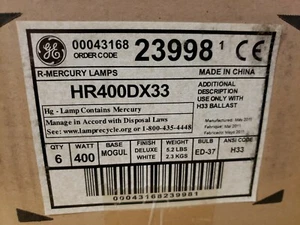 GE
00043168
ORDER CODE
23998 1 CE
R-MERCURY LAMPS
MADE IN CHINA
HR400DX33
ADDITIONAL
DESCRIPTION
USE ONLY WITH
H33 BALLAST
Hg - Lamp Contains Mercury
Manage in Accord with Disposal Laws
See www.lamprecycle.org or 1-800-435-4448
QTY WATT BASE FINISH WEIGHT BULB ANSI CODE
6 400 MOGUL DELUXE WHITE 5.2 LBS 2.3 KGS ED-37 H33
00043168239981